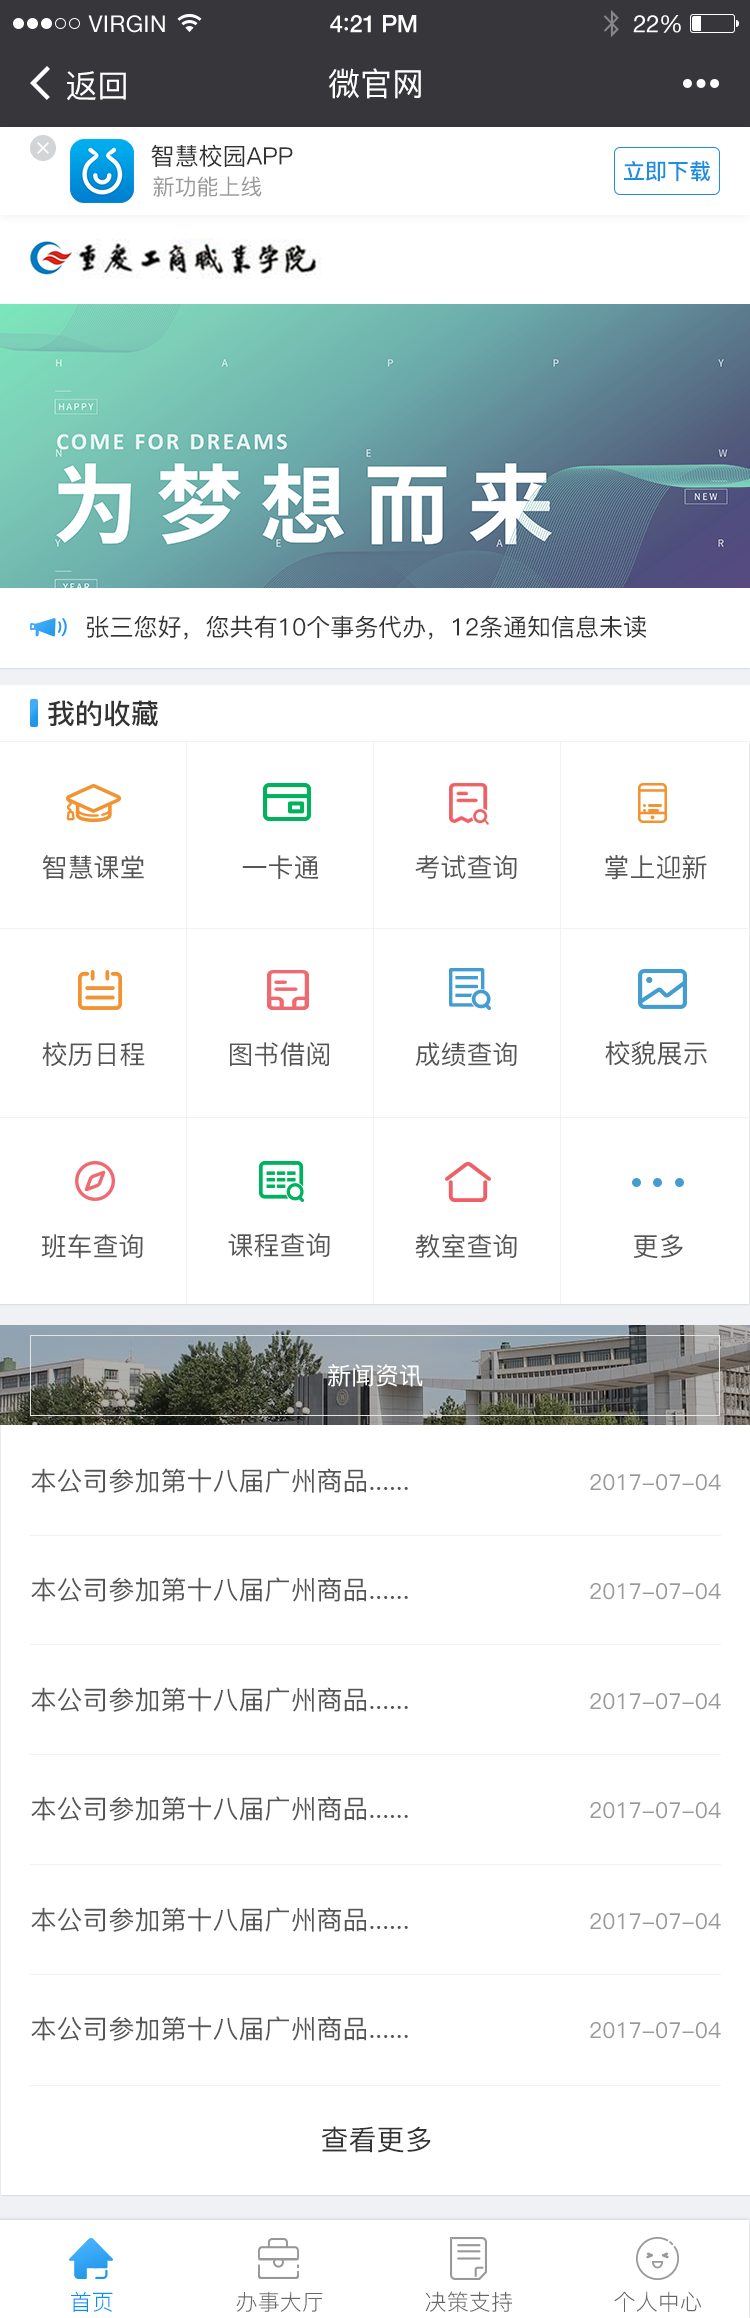 VIRGIN 4:21 PM 22%
返回 微官网
智慧校园APP
新功能上线
立即下载
重庆工商职业学院
H A P P Y
HAPPY
COME FOR DREAMS
N E W
为梦想而来
NEW
Y E A R
YEAR
张三您好，您共有10个事务代办，12条通知信息未读
我的收藏
智慧课堂 一卡通 考试查询 掌上迎新
校历日程 图书借阅 成绩查询 校貌展示
班车查询 课程查询 教室查询 更多
新闻资讯
本公司参加第十八届广州商品...... 2017-07-04
本公司参加第十八届广州商品...... 2017-07-04
本公司参加第十八届广州商品...... 2017-07-04
本公司参加第十八届广州商品...... 2017-07-04
本公司参加第十八届广州商品...... 2017-07-04
本公司参加第十八届广州商品...... 2017-07-04
查看更多
首页 办事大厅 决策支持 个人中心